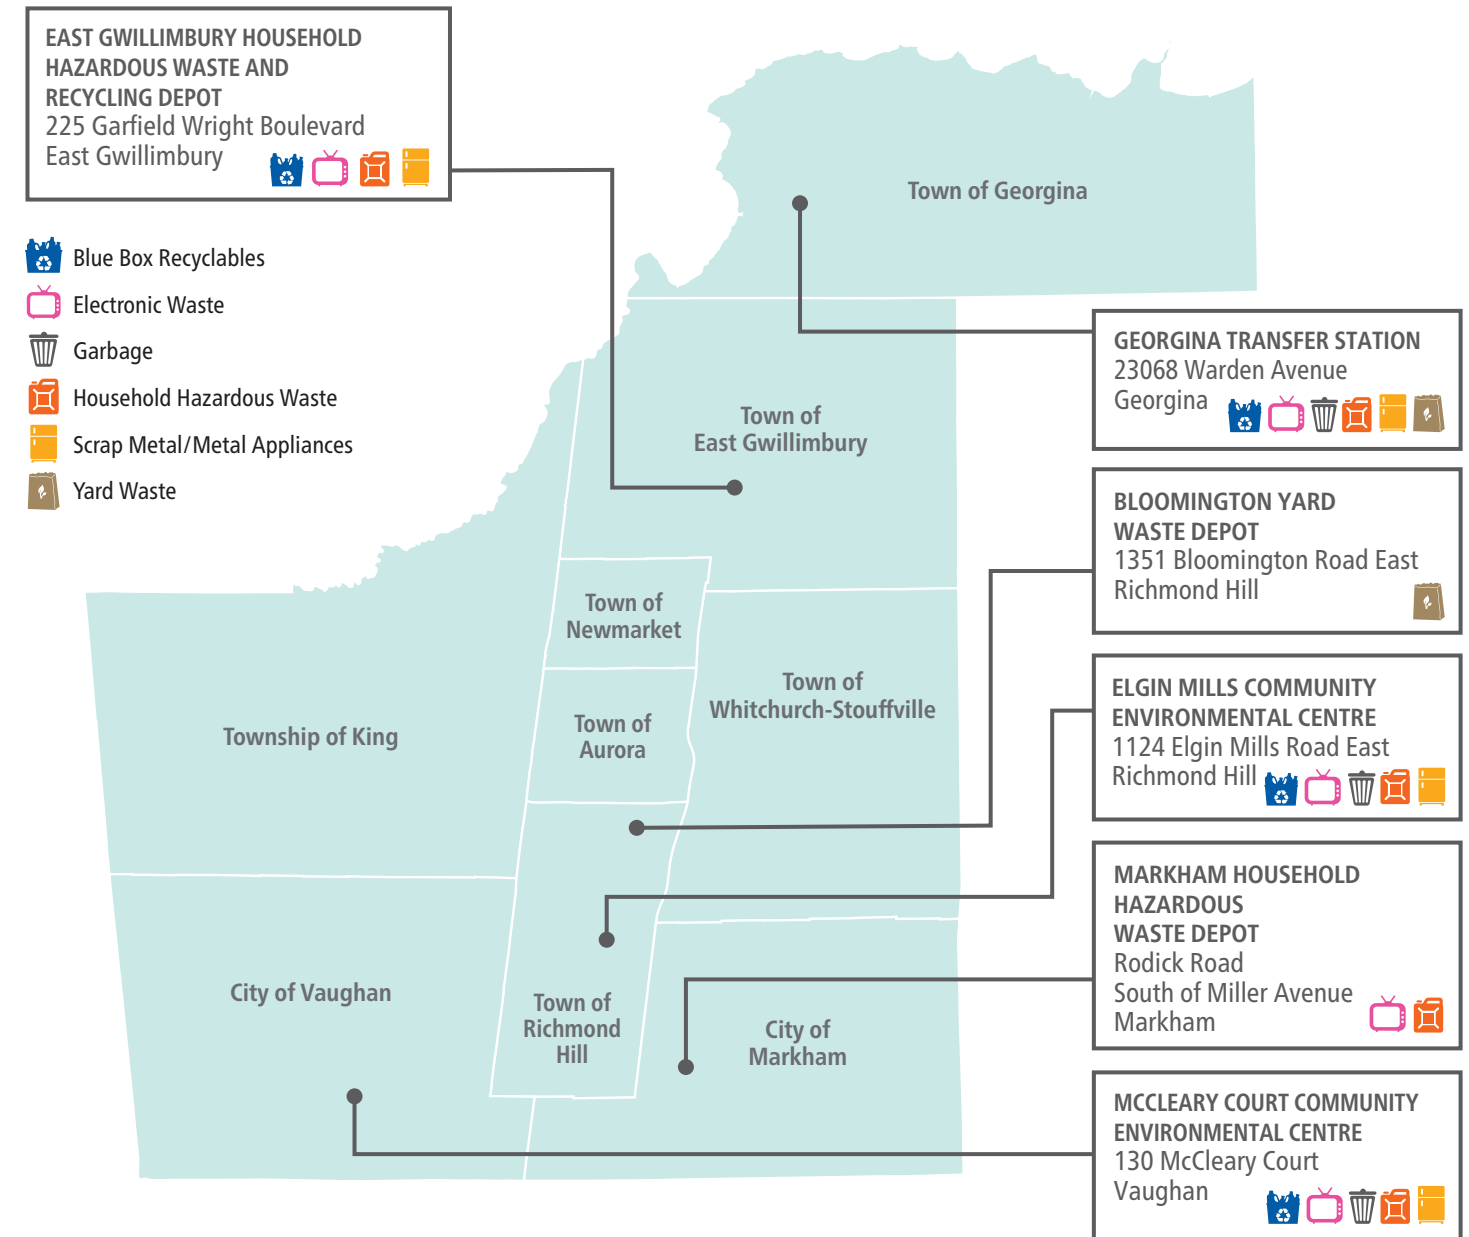 EAST GWILLIMBURY HOUSEHOLD
HAZARDOUS WASTE AND
RECYCLING DEPOT
225 Garfield Wright Boulevard
East Gwillimbury
Blue Box Recyclables
Electronic Waste
Garbage
Household Hazardous Waste
Scrap Metal/Metal Appliances
Yard Waste
Town of Georgina
Town of
East Gwillimbury
Town of
Newmarket
Town of
Whitchurch-Stouffville
Town of
Aurora
Township of King
City of Vaughan
Town of
Richmond
Hill
City of
Markham
GEORGINA TRANSFER STATION
23068 Warden Avenue
Georgina
BLOOMINGTON YARD
WASTE DEPOT
1351 Bloomington Road East
Richmond Hill
ELGIN MILLS COMMUNITY
ENVIRONMENTAL CENTRE
1124 Elgin Mills Road East
Richmond Hill
MARKHAM HOUSEHOLD
HAZARDOUS
WASTE DEPOT
Rodick Road
South of Miller Avenue
Markham
MCCLEARY COURT COMMUNITY
ENVIRONMENTAL CENTRE
130 McCleary Court
Vaughan